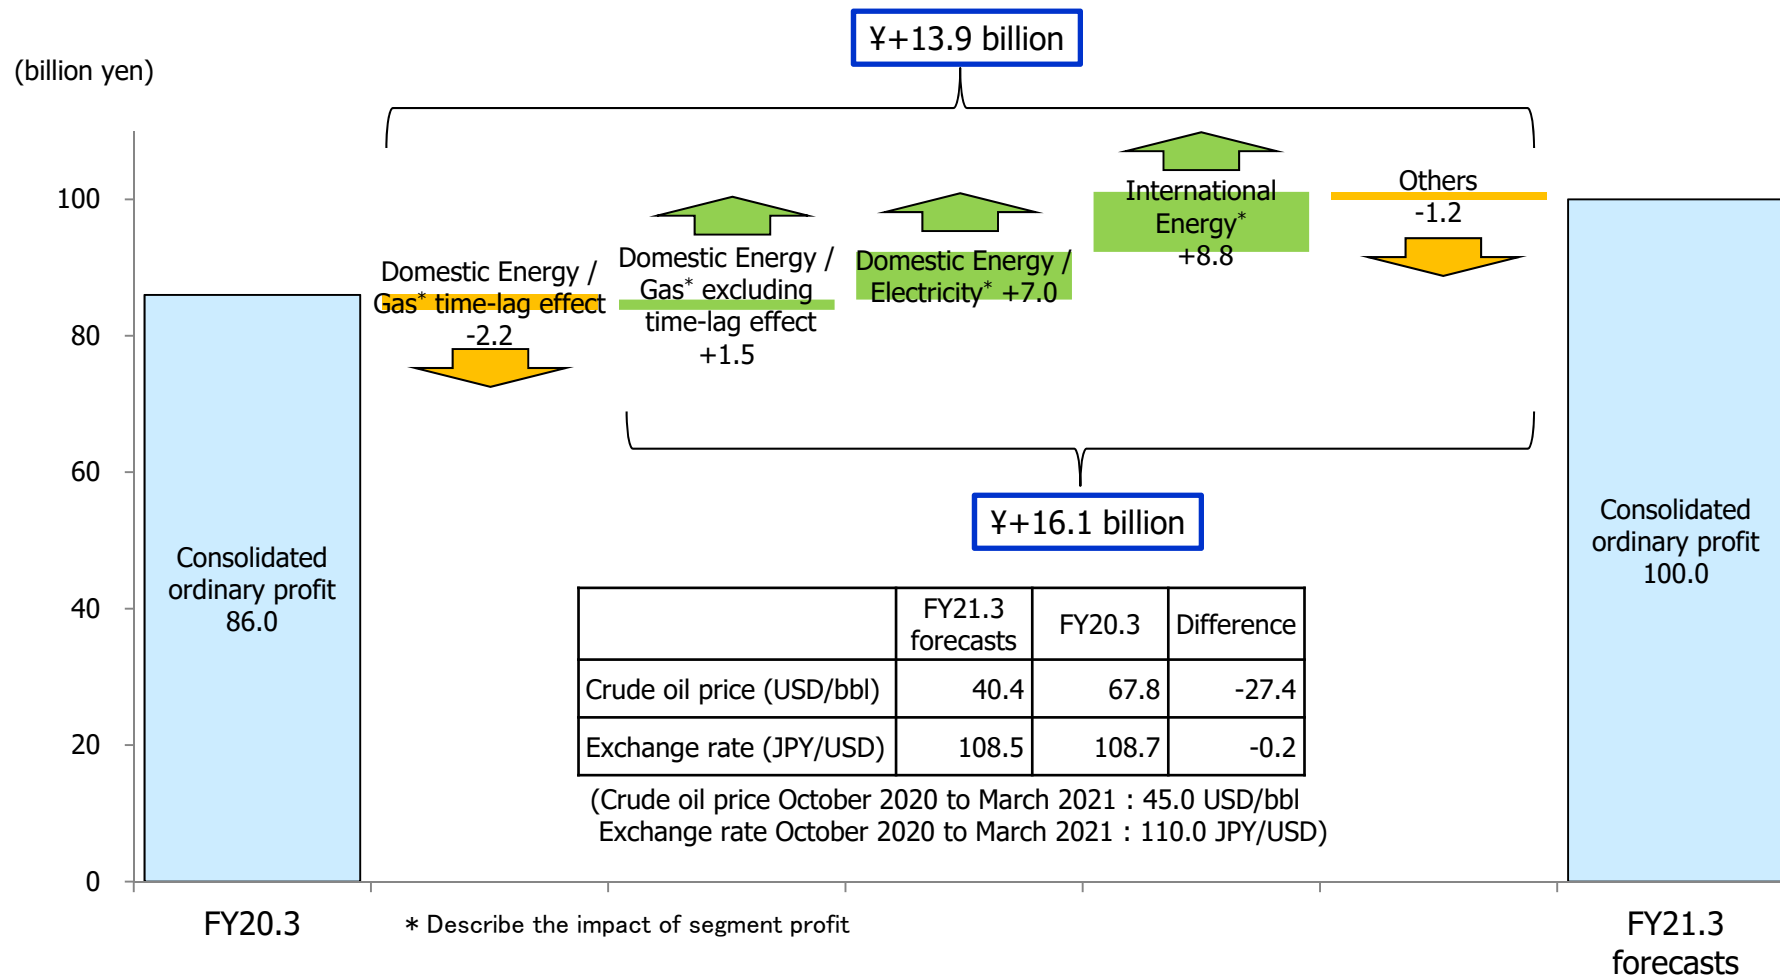 ¥+13.9 billion
(billion yen)
100
80
60
40
20
0
Domestic Energy /
Gas* time-lag effect
-2.2
Domestic Energy /
Gas* excluding
time-lag effect
+1.5
Domestic Energy /
Electricity* +7.0
International
Energy*
+8.8
Others
-1.2
¥+16.1 billion
Consolidated
ordinary profit
86.0
Consolidated
ordinary profit
100.0
FY21.3
forecasts
FY20.3
Difference
Crude oil price (USD/bbl) 40.4 67.8 -27.4
Exchange rate (JPY/USD) 108.5 108.7 -0.2
(Crude oil price October 2020 to March 2021 : 45.0 USD/bbl
Exchange rate October 2020 to March 2021 : 110.0 JPY/USD)
FY20.3
* Describe the impact of segment profit
FY21.3
forecasts